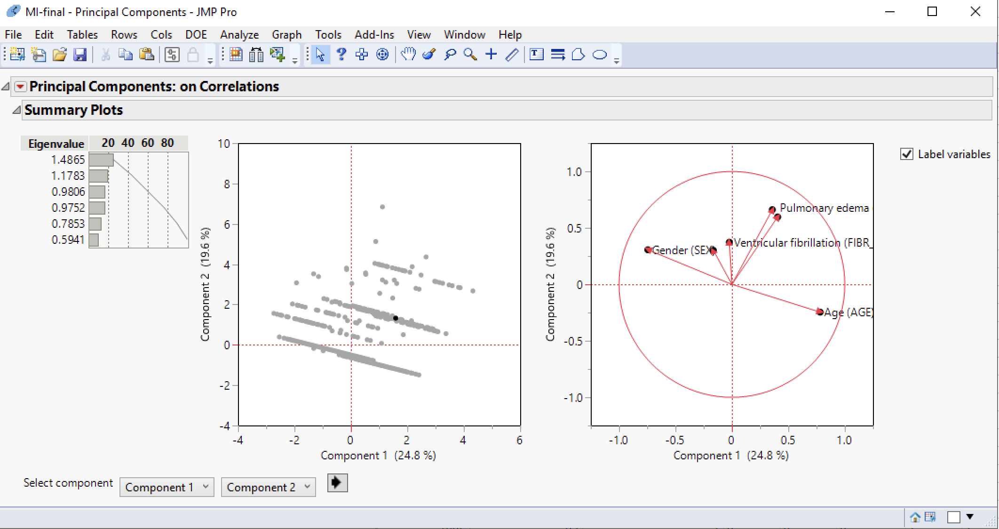 MI-final - Principal Components - JMP Pro
File Edit Tables Rows Cols DOE Analyze Graph Tools Add-Ins View Window Help
Principal Components: on Correlations
Summary Plots
Eigenvalue 20 40 60 80
1.4865
1.1783
0.9806
0.9752
0.7853
0.5941
10
8
6
4
2
0
-2
-4
Component 2 (19.6 %)
-4 -2 0 2 4 6
Component 1 (24.8 %)
1.0
0.5
0
-0.5
-1.0
Component 2 (19.6 %)
Pulmonary edema (
Ventricular fibrillation (FIBR_
Gender (SEX)
Age (AGE)
-1.0 -0.5 0 0.5 1.0
Component 1 (24.8 %)
Label variables
Select component Component 1 Component 2